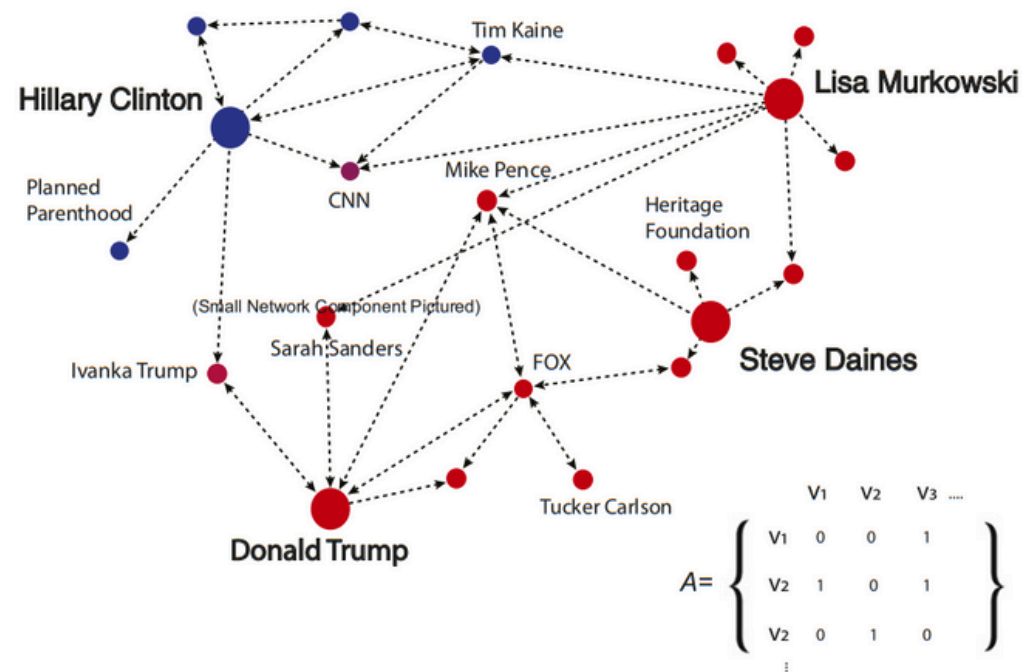 Tim Kaine
Lisa Murkowski
Hillary Clinton
Mike Pence
Planned
Parenthood
CNN
Heritage
Foundation
(Small Network Component Pictured)
Sarah Sanders
FOX
Steve Daines
Ivanka Trump
Tucker Carlson
Donald Trump
V1 V2 V3 ....
V1 0 0 1
A= V2 1 0 1
V2 0 1 0